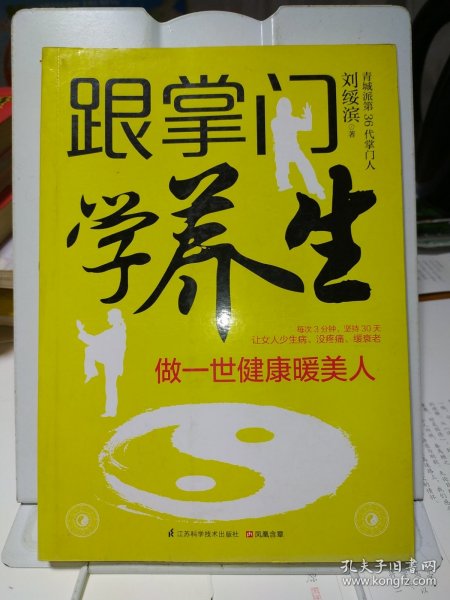 跟掌门
学养生
青城派第36代掌门人
刘绥滨 著
每次3分钟，坚持30天
让女人少生病、没疼痛、缓衰老
做一世健康暖美人
江苏科学技术出版社 凤凰含章
孔夫子旧书网
www.kongfz.com